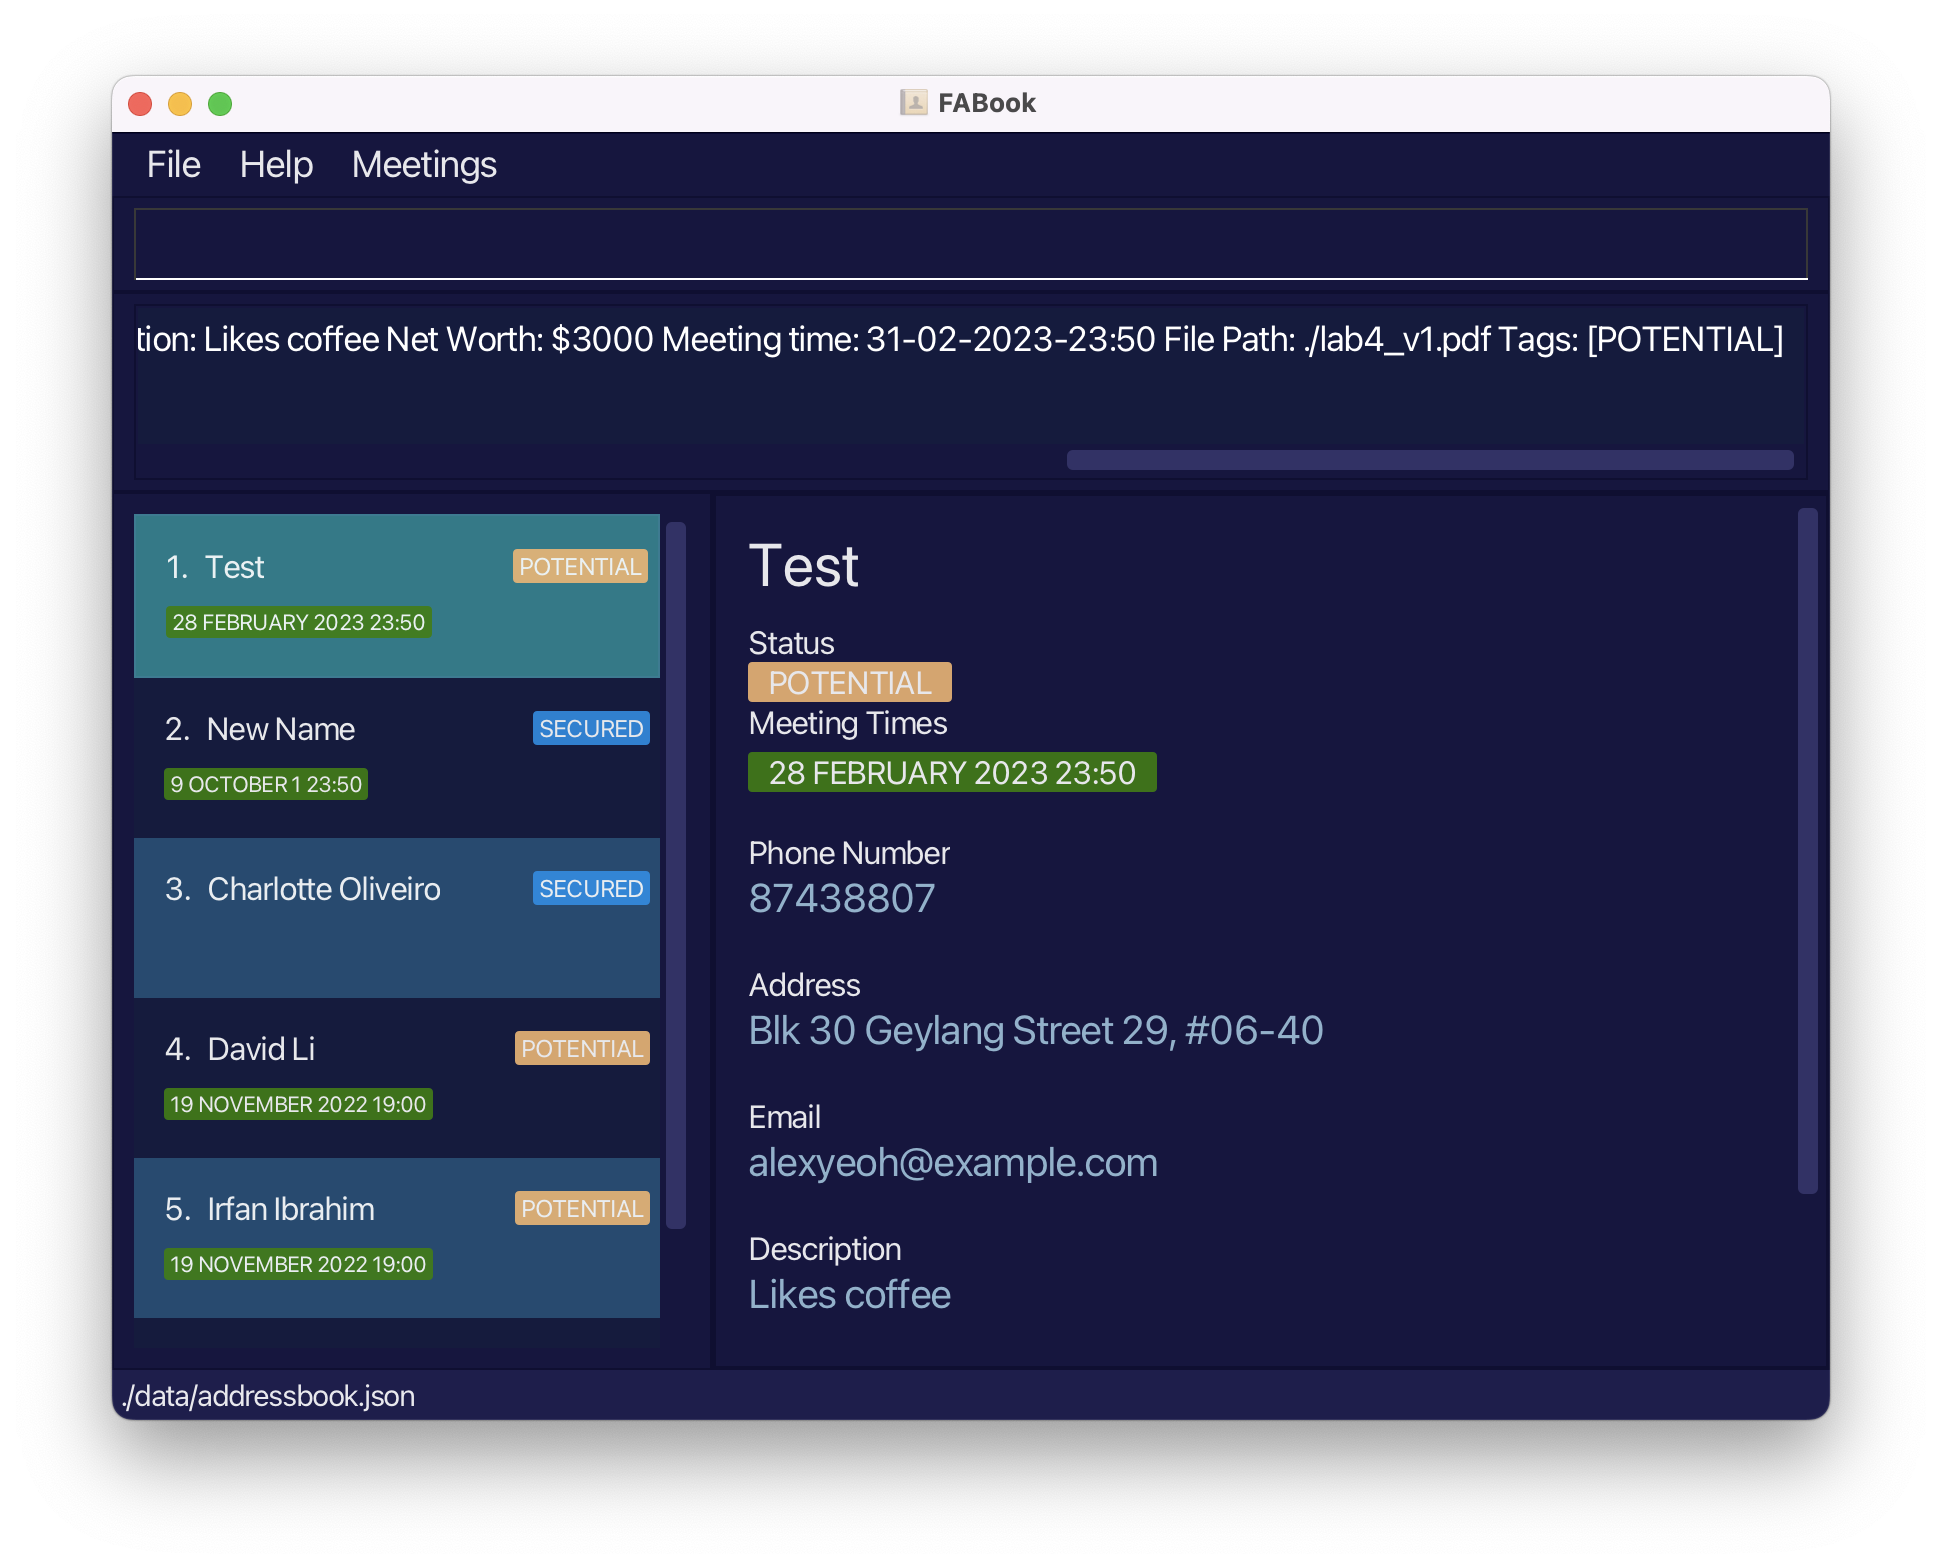 FABook
File Help Meetings
tion: Likes coffee Net Worth: $3000 Meeting time: 31-02-2023-23:50 File Path: ./lab4_v1.pdf Tags: [POTENTIAL]
1. Test POTENTIAL
28 FEBRUARY 2023 23:50
2. New Name SECURED
9 OCTOBER 1 23:50
3. Charlotte Oliveiro SECURED
4. David Li POTENTIAL
19 NOVEMBER 2022 19:00
5. Irfan Ibrahim POTENTIAL
19 NOVEMBER 2022 19:00
Test
Status
POTENTIAL
Meeting Times
28 FEBRUARY 2023 23:50
Phone Number
87438807
Address
Blk 30 Geylang Street 29, #06-40
Email
alexyeoh@example.com
Description
Likes coffee
./data/addressbook.json